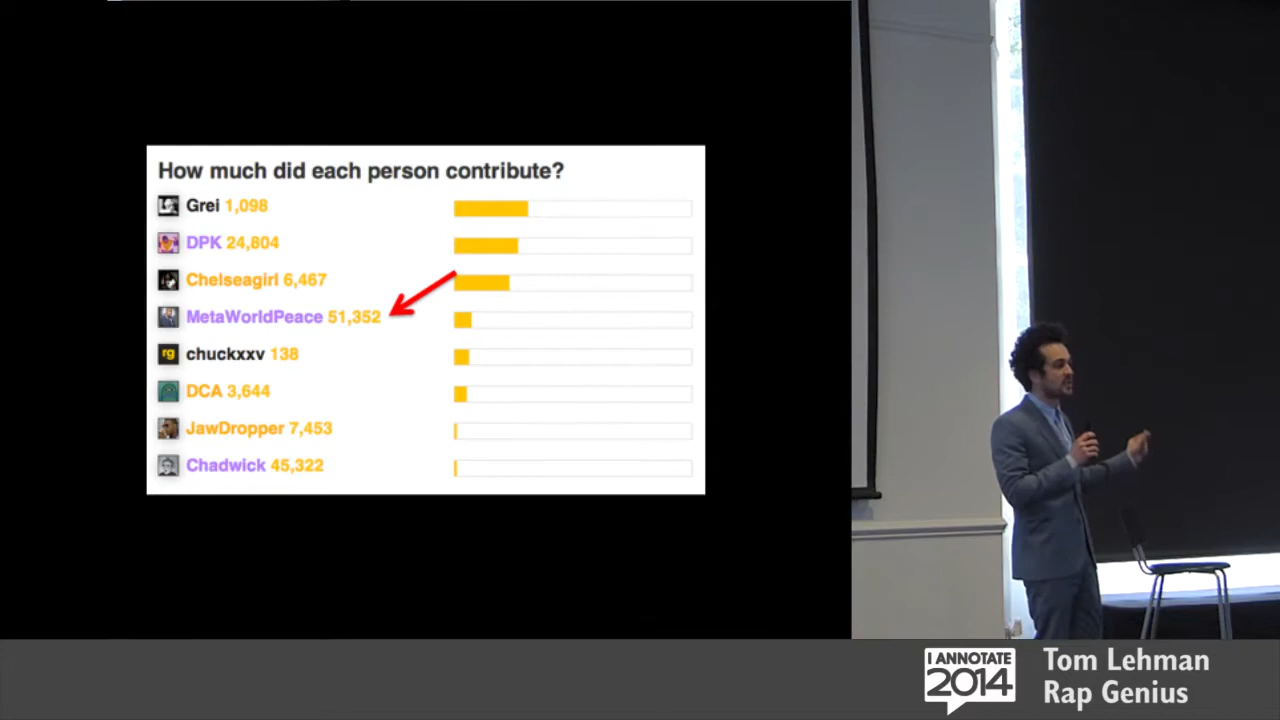 How much did each person contribute?
Grei 1,098
DPK 24,804
Chelseagirl 6,467
MetaWorldPeace 51,352
rg
chuckxxv 138
DCA 3,644
JawDropper 7,453
Chadwick 45,322
I ANNOTATE
2014
Tom Lehman
Rap Genius